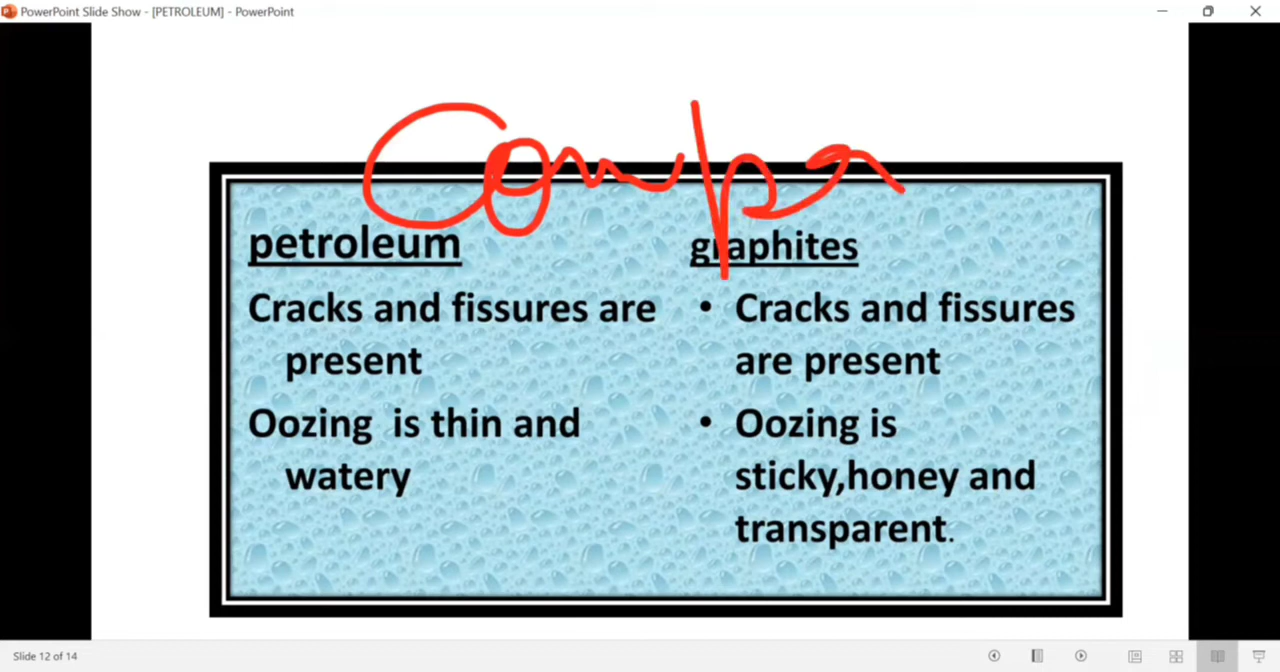 PowerPoint Slide Show - [PETROLEUM] - PowerPoint
Compa
petroleum
Cracks and fissures are
present
Oozing is thin and
watery
graphites
• Cracks and fissures
are present
• Oozing is
sticky,honey and
transparent.
Slide 12 of 14